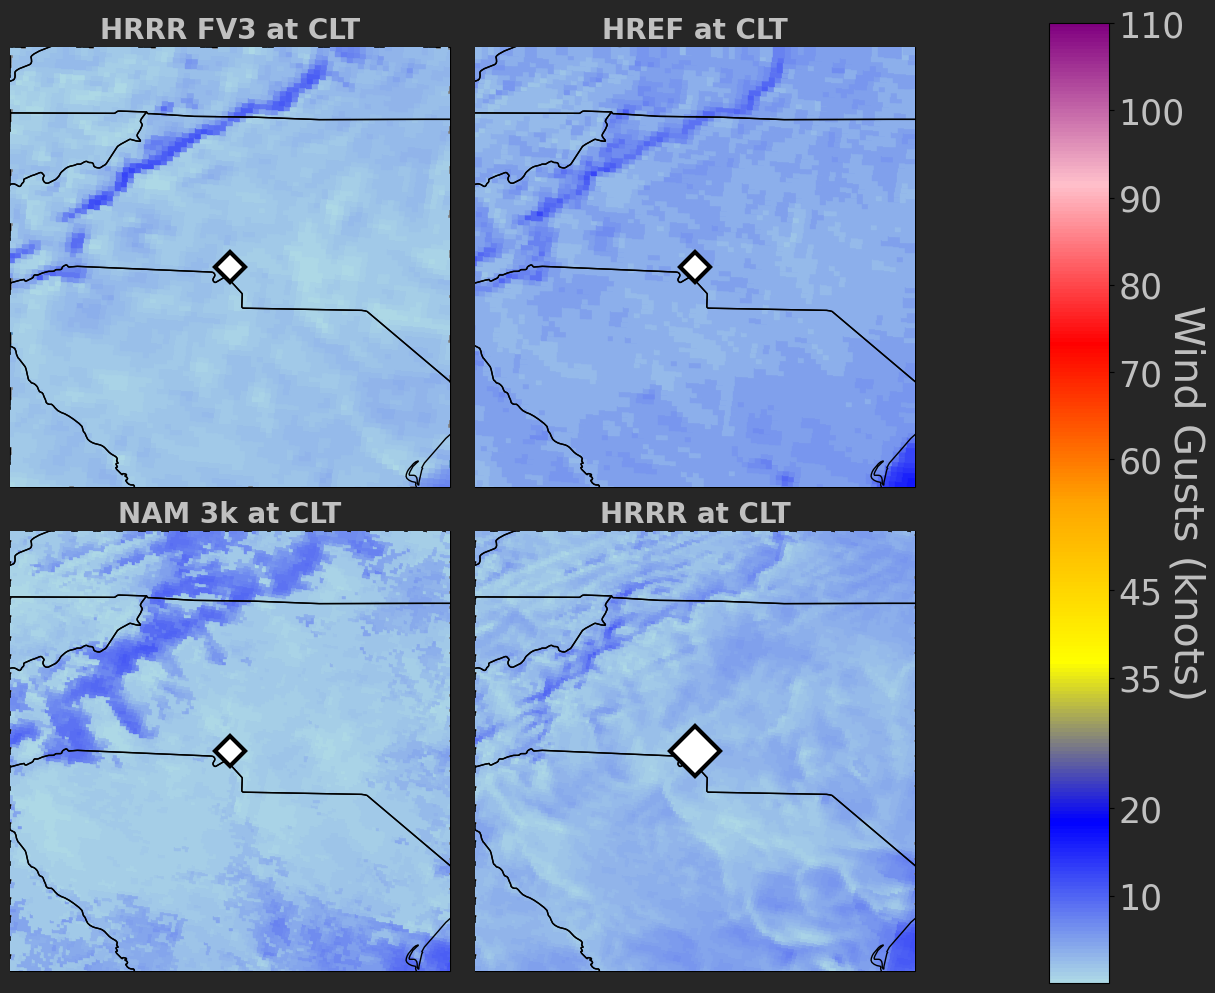 HRRR FV3 at CLT
HREF at CLT
NAM 3k at CLT
HRRR at CLT
110
100
90
80
70
60
45
35
20
10
Wind Gusts (knots)